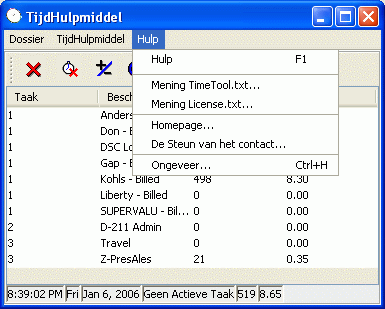 TijdHulpmiddel
Dossier TijdHulpmiddel Hulp
Hulp F1
Mening TimeTool.txt...
Mening License.txt...
Homepage...
De Steun van het contact...
Ongeveer... Ctrl+H
Taak Besch
1 Anders
1 Don - B
1 DSC Lo
1 Gap -
1 Kohls - Billed 498 8.30
1 Liberty - Billed 0 0.00
1 SUPERVALU - Bil... 0 0.00
2 D-211 Admin 0 0.00
3 Travel 0 0.00
3 Z-PresAles 21 0.35
8:39:02 PM Fri Jan 6, 2006 Geen Actieve Taak 519 8.65